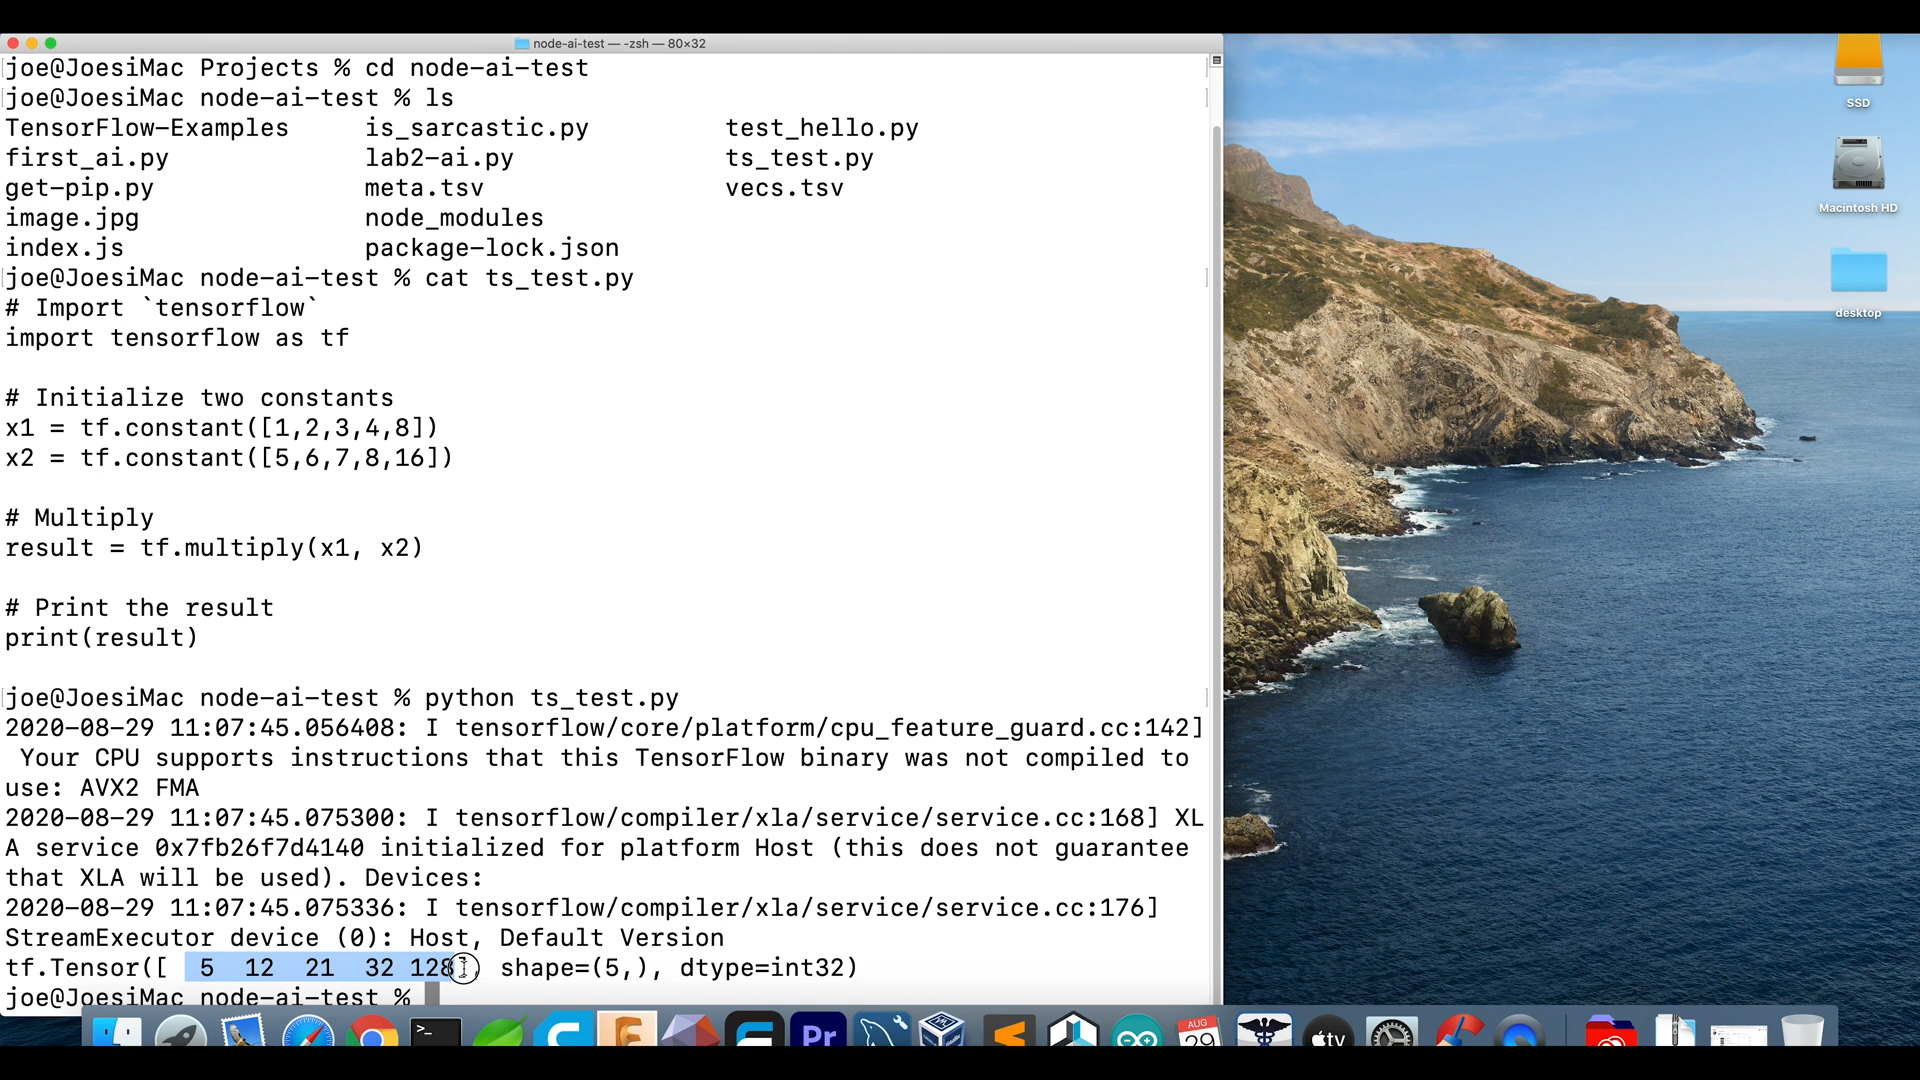 node-ai-test — -zsh — 80×32
joe@JoesiMac Projects % cd node-ai-test
joe@JoesiMac node-ai-test % ls
TensorFlow-Examples is_sarcastic.py test_hello.py
first_ai.py lab2-ai.py ts_test.py
get-pip.py meta.tsv vecs.tsv
image.jpg node_modules
index.js package-lock.json
joe@JoesiMac node-ai-test % cat ts_test.py
# Import `tensorflow`
import tensorflow as tf
# Initialize two constants
x1 = tf.constant([1,2,3,4,8])
x2 = tf.constant([5,6,7,8,16])
# Multiply
result = tf.multiply(x1, x2)
# Print the result
print(result)
joe@JoesiMac node-ai-test % python ts_test.py
2020-08-29 11:07:45.056408: I tensorflow/core/platform/cpu_feature_guard.cc:142]
Your CPU supports instructions that this TensorFlow binary was not compiled to
use: AVX2 FMA
2020-08-29 11:07:45.075300: I tensorflow/compiler/xla/service/service.cc:168] XL
A service 0x7fb26f7d4140 initialized for platform Host (this does not guarantee
that XLA will be used). Devices:
2020-08-29 11:07:45.075336: I tensorflow/compiler/xla/service/service.cc:176]
StreamExecutor device (0): Host, Default Version
tf.Tensor([ 5 12 21 32 128], shape=(5,), dtype=int32)
joe@JoesiMac node-ai-test %
SSD
Macintosh HD
desktop
>_
Pr
AUG
29
tv